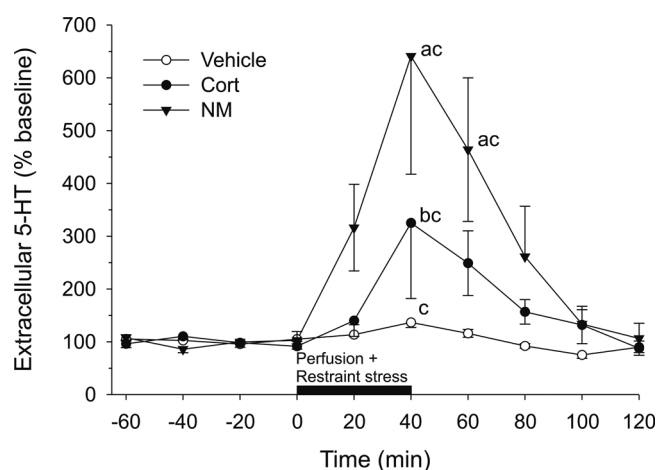 700
600
500
400
300
200
100
0
Extracellular 5-HT (% baseline)
Vehicle
Cort
NM
ac
ac
bc
c
Perfusion +
Restraint stress
-60 -40 -20 0 20 40 60 80 100 120
Time (min)